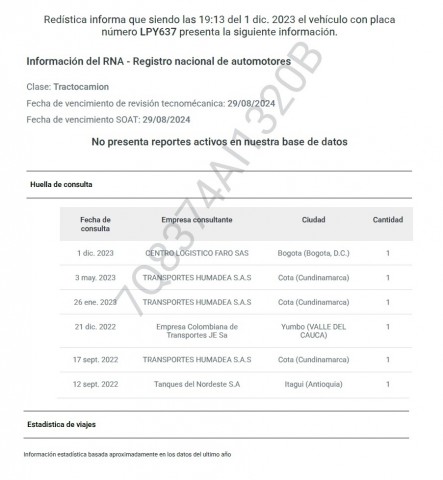 Redística informa que siendo las 19:13 del 1 dic. 2023 el vehículo con placa
número LPY637 presenta la siguiente información.
Información del RNA - Registro nacional de automotores
Clase: Tractocamion
Fecha de vencimiento de revisión tecnomécanica: 29/08/2024
Fecha de vencimiento SOAT: 29/08/2024
No presenta reportes activos en nuestra base de datos
Huella de consulta
Fecha de consulta Empresa consultante Ciudad Cantidad
1 dic. 2023 CENTRO LOGISTICO FARO SAS Bogota (Bogota, D.C.) 1
3 may. 2023 TRANSPORTES HUMADEA S.A.S Cota (Cundinamarca) 1
26 ene. 2023 TRANSPORTES HUMADEA S.A.S Cota (Cundinamarca) 1
21 dic. 2022 Empresa Colombiana de Transportes JE Sa Yumbo (VALLE DEL CAUCA) 1
17 sept. 2022 TRANSPORTES HUMADEA S.A.S Cota (Cundinamarca) 1
12 sept. 2022 Tanques del Nordeste S.A Itagui (Antioquia) 1
Estadística de viajes
Información estadística basada aproximadamente en los datos del ultimo año
7Q8374AI1320B